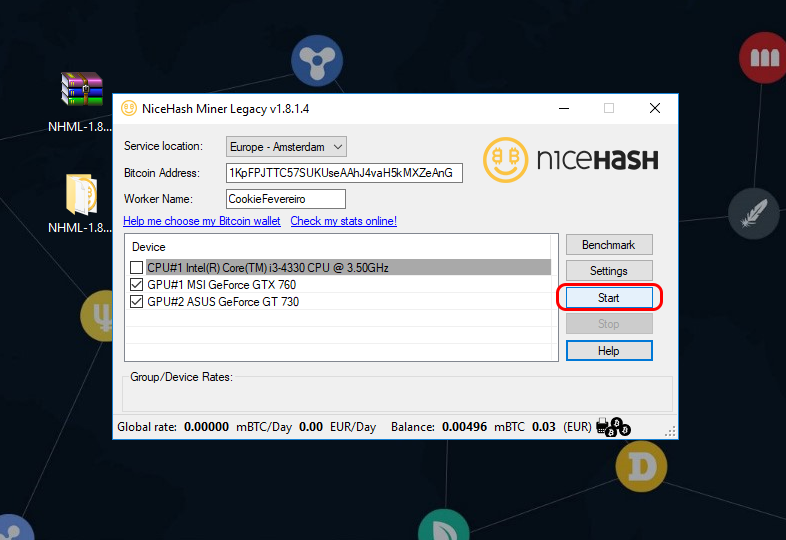 NHML-1.8...
NHML-1.8...
NiceHash Miner Legacy v1.8.1.4
Service location: Europe - Amsterdam
nicEHASH
Bitcoin Address: 1KpFPJTTC57SUKUseAAhJ4vaH5kMXZeAnG
Worker Name: CookieFevereiro
Help me choose my Bitcoin wallet Check my stats online!
Device
Benchmark
CPU#1 Intel(R) Core(TM) i3-4330 CPU @ 3.50GHz
Settings
GPU#1 MSI GeForce GTX 760
GPU#2 ASUS GeForce GT 730
Start
Stop
Help
Group/Device Rates:
Global rate: 0.00000 mBTC/Day 0.00 EUR/Day Balance: 0.00496 mBTC 0.03 (EUR)